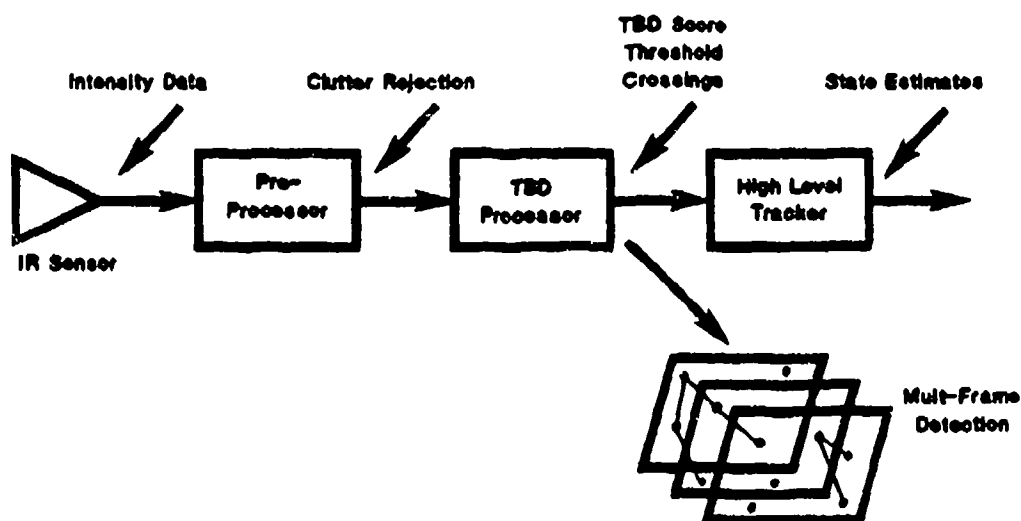 TBD Score
Threshold
Crossings
Intensity Data
Clutter Rejection
State Estimates
Pre-
Processor
TBD
Processor
High Level
Tracker
IR Sensor
Mult-Frame
Detection